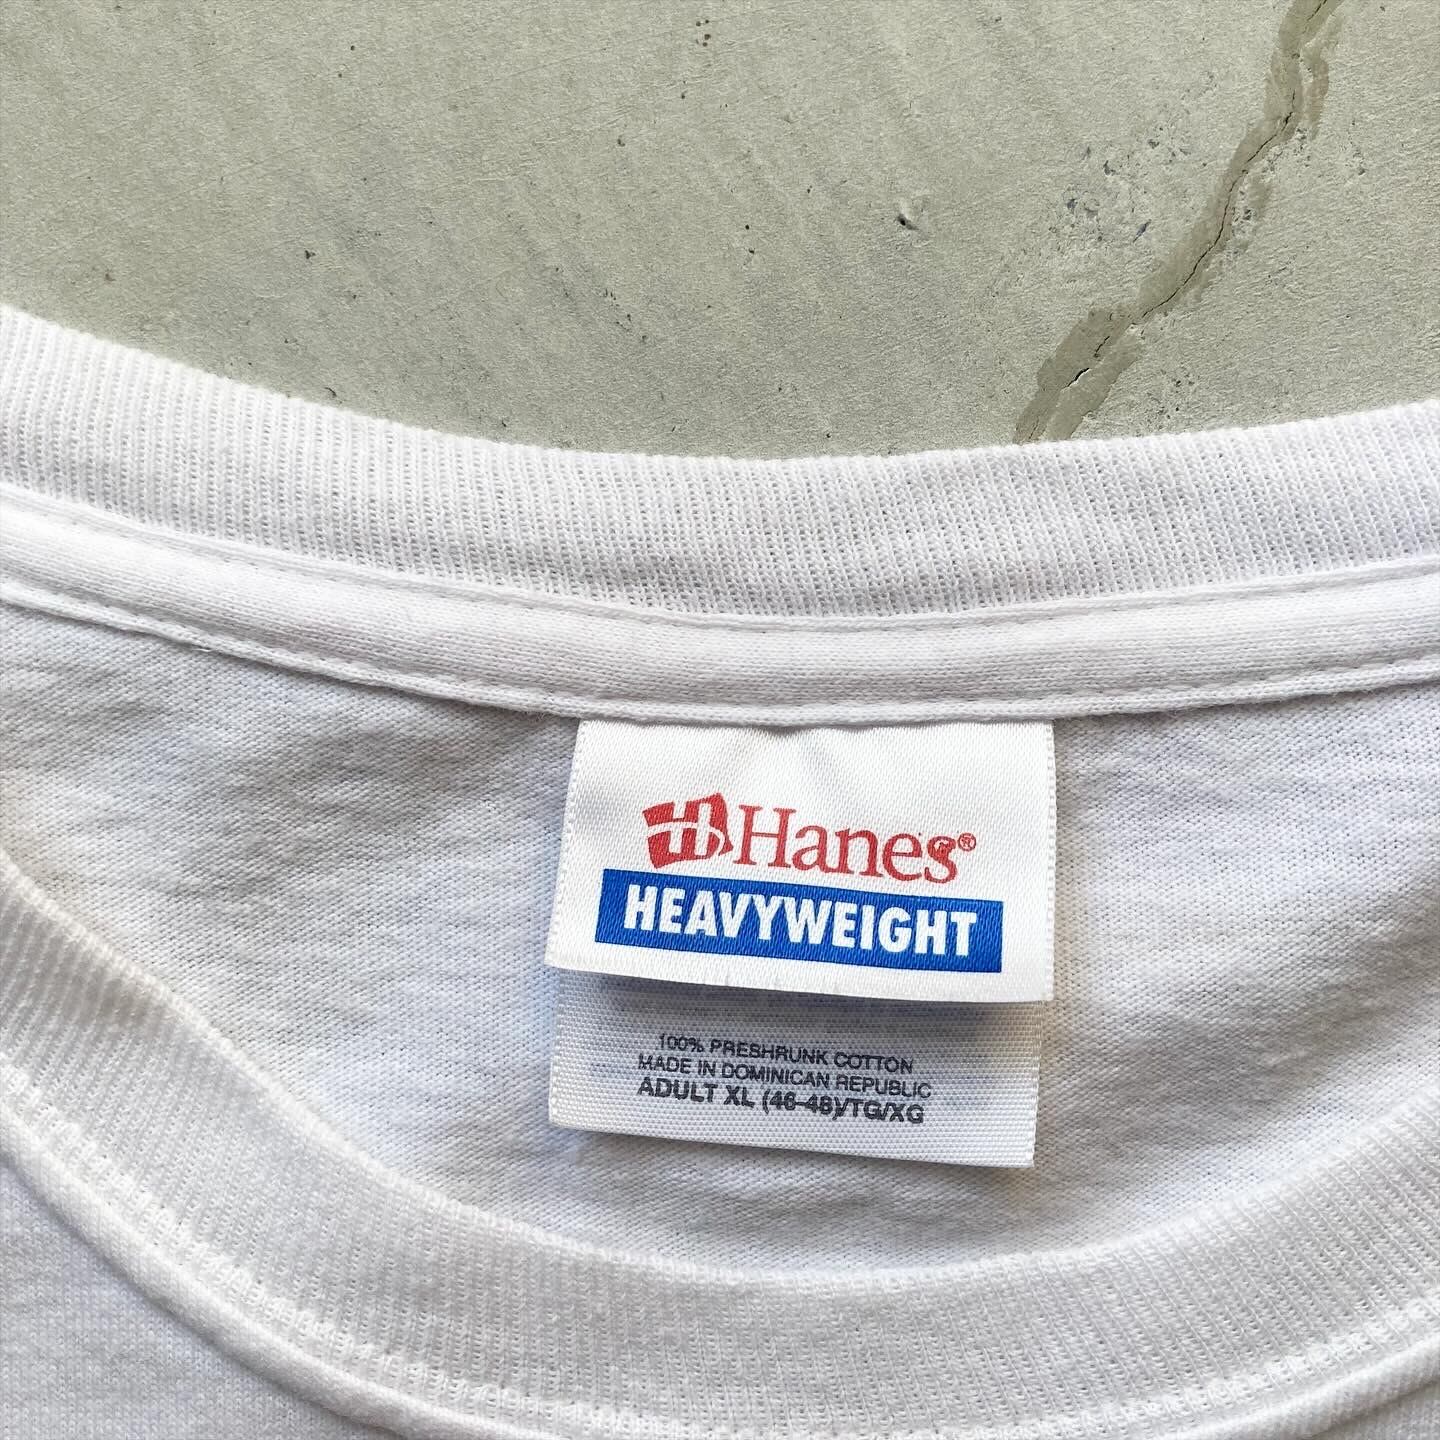 Hanes®
HEAVYWEIGHT
100% PRESHRUNK COTTON
MADE IN DOMINICAN REPUBLIC
ADULT XL (46-48)/TG/XG